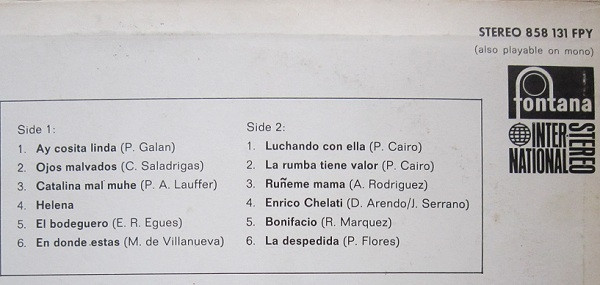 STEREO 858 131 FPY
(also playable on mono)
fontana
INTER-
NATIONAL
STEREO
Side 1:
1. Ay cosita linda (P. Galan)
2. Ojos malvados (C. Saladrigas)
3. Catalina mal muhe (P. A. Lauffer)
4. Helena
5. El bodeguero (E. R. Egues)
6. En donde estas (M. de Villanueva)
Side 2:
1. Luchando con ella (P. Cairo)
2. La rumba tiene valor (P. Cairo)
3. Ruñeme mama (A. Rodriguez)
4. Enrico Chelati (D. Arendo/J. Serrano)
5. Bonifacio (R. Marquez)
6. La despedida (P. Flores)